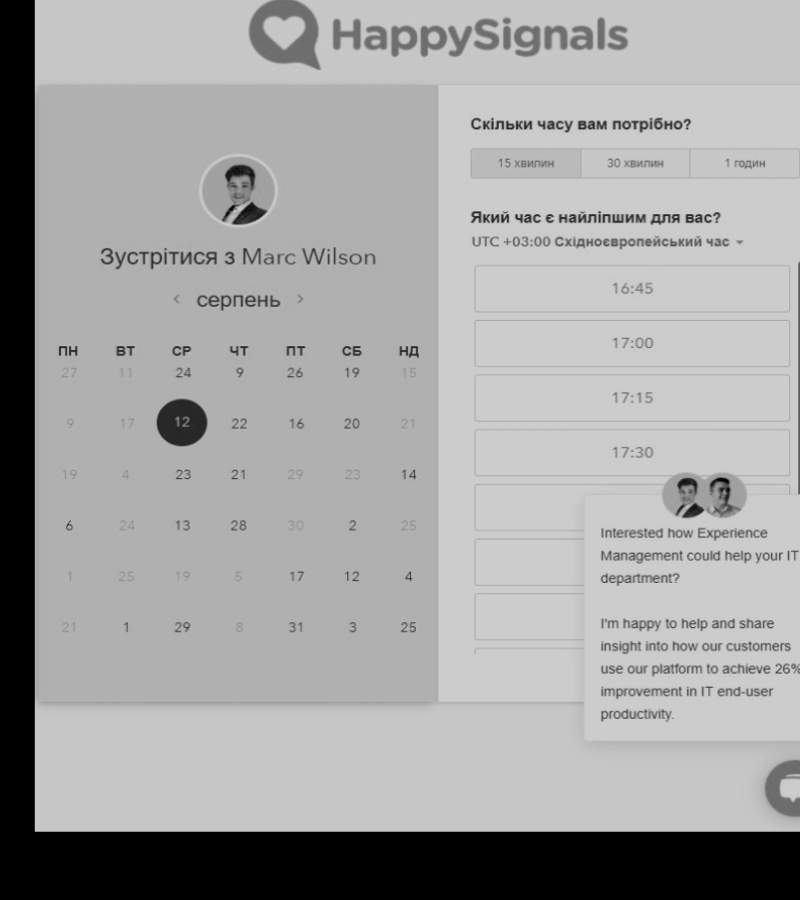 HappySignals
Зустрітися з Marc Wilson
серпень
ПН ВТ СР ЧТ ПТ СБ НД
27 11 24 9 26 19 15
9 17 12 22 16 20 21
19 4 23 21 29 23 14
6 24 13 28 30 2 25
1 25 19 5 17 12 4
21 1 29 8 31 3 25
Скільки часу вам потрібно?
15 хвилин 30 хвилин 1 годин
Який час є найліпшим для вас?
UTC +03:00 Східноєвропейський час
16:45
17:00
17:15
17:30
Interested how Experience
Management could help your IT
department?
I'm happy to help and share
insight into how our customers
use our platform to achieve 26%
improvement in IT end-user
productivity.